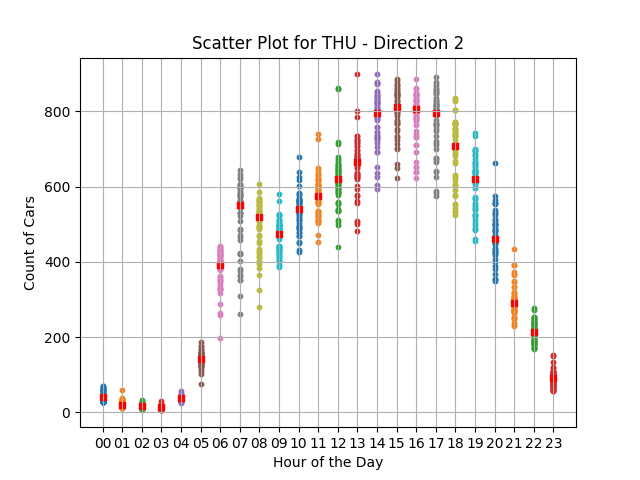 Scatter Plot for THU - Direction 2
Count of Cars
800
600
400
200
0
00 01 02 03 04 05 06 07 08 09 10 11 12 13 14 15 16 17 18 19 20 21 22 23
Hour of the Day